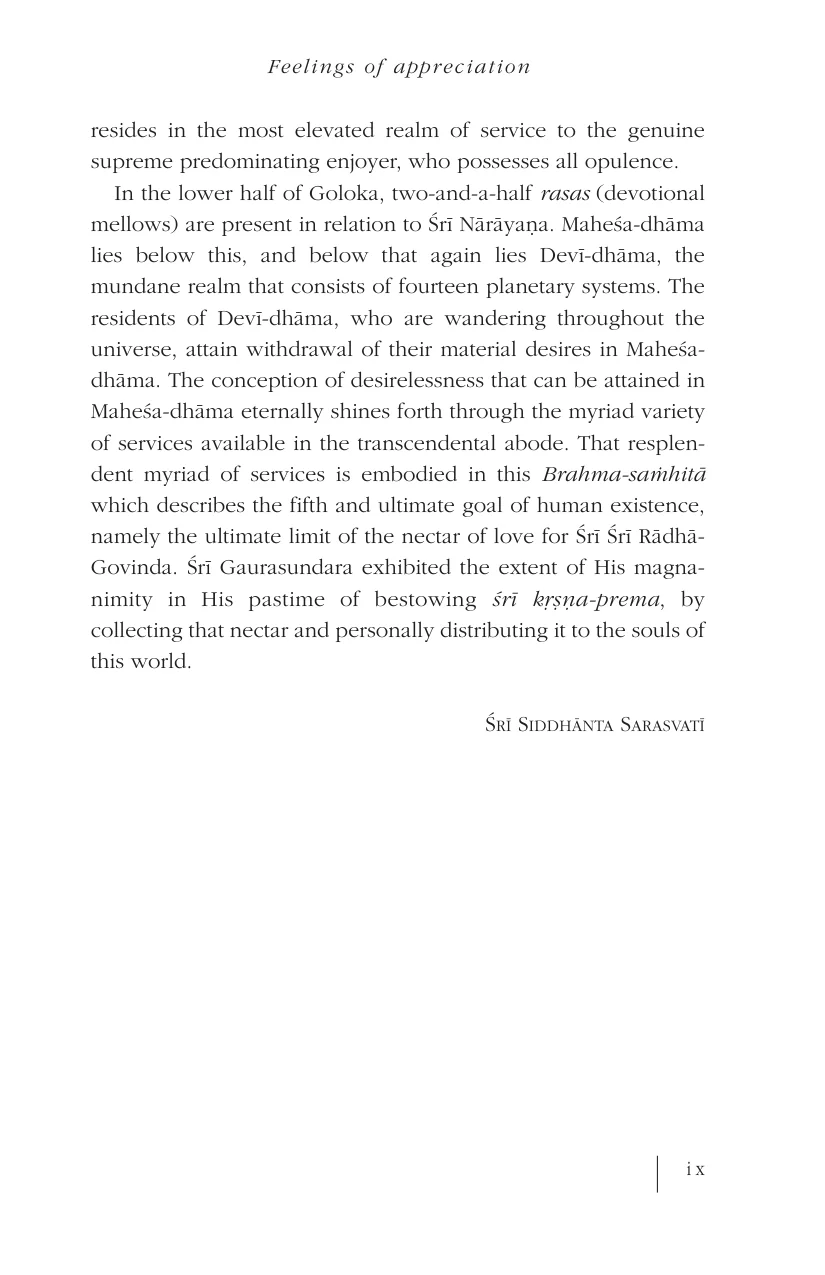 Feelings of appreciation
resides in the most elevated realm of service to the genuine
supreme predominating enjoyer, who possesses all opulence.
In the lower half of Goloka, two-and-a-half rasas (devotional
mellows) are present in relation to Śrī Nārāyaṇa. Maheśa-dhāma
lies below this, and below that again lies Devī-dhāma, the
mundane realm that consists of fourteen planetary systems. The
residents of Devī-dhāma, who are wandering throughout the
universe, attain withdrawal of their material desires in Maheśa-
dhāma. The conception of desirelessness that can be attained in
Maheśa-dhāma eternally shines forth through the myriad variety
of services available in the transcendental abode. That resplen-
dent myriad of services is embodied in this Brahma-saṁhitā
which describes the fifth and ultimate goal of human existence,
namely the ultimate limit of the nectar of love for Śrī Śrī Rādhā-
Govinda. Śrī Gaurasundara exhibited the extent of His magna-
nimity in His pastime of bestowing śrī kṛṣṇa-prema, by
collecting that nectar and personally distributing it to the souls of
this world.
Śrī Siddhānta Sarasvatī
ix